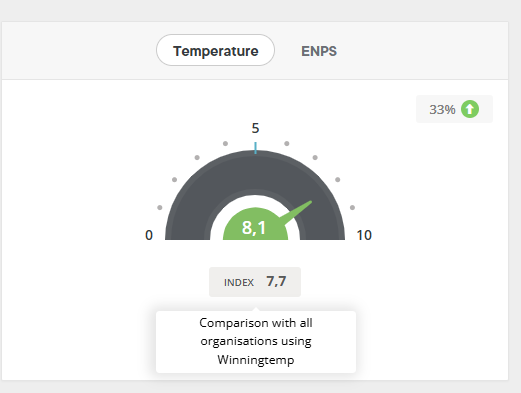 Temperature ENPS
33%
5
0 8,1 10
INDEX 7,7
Comparison with all
organisations using
Winningtemp